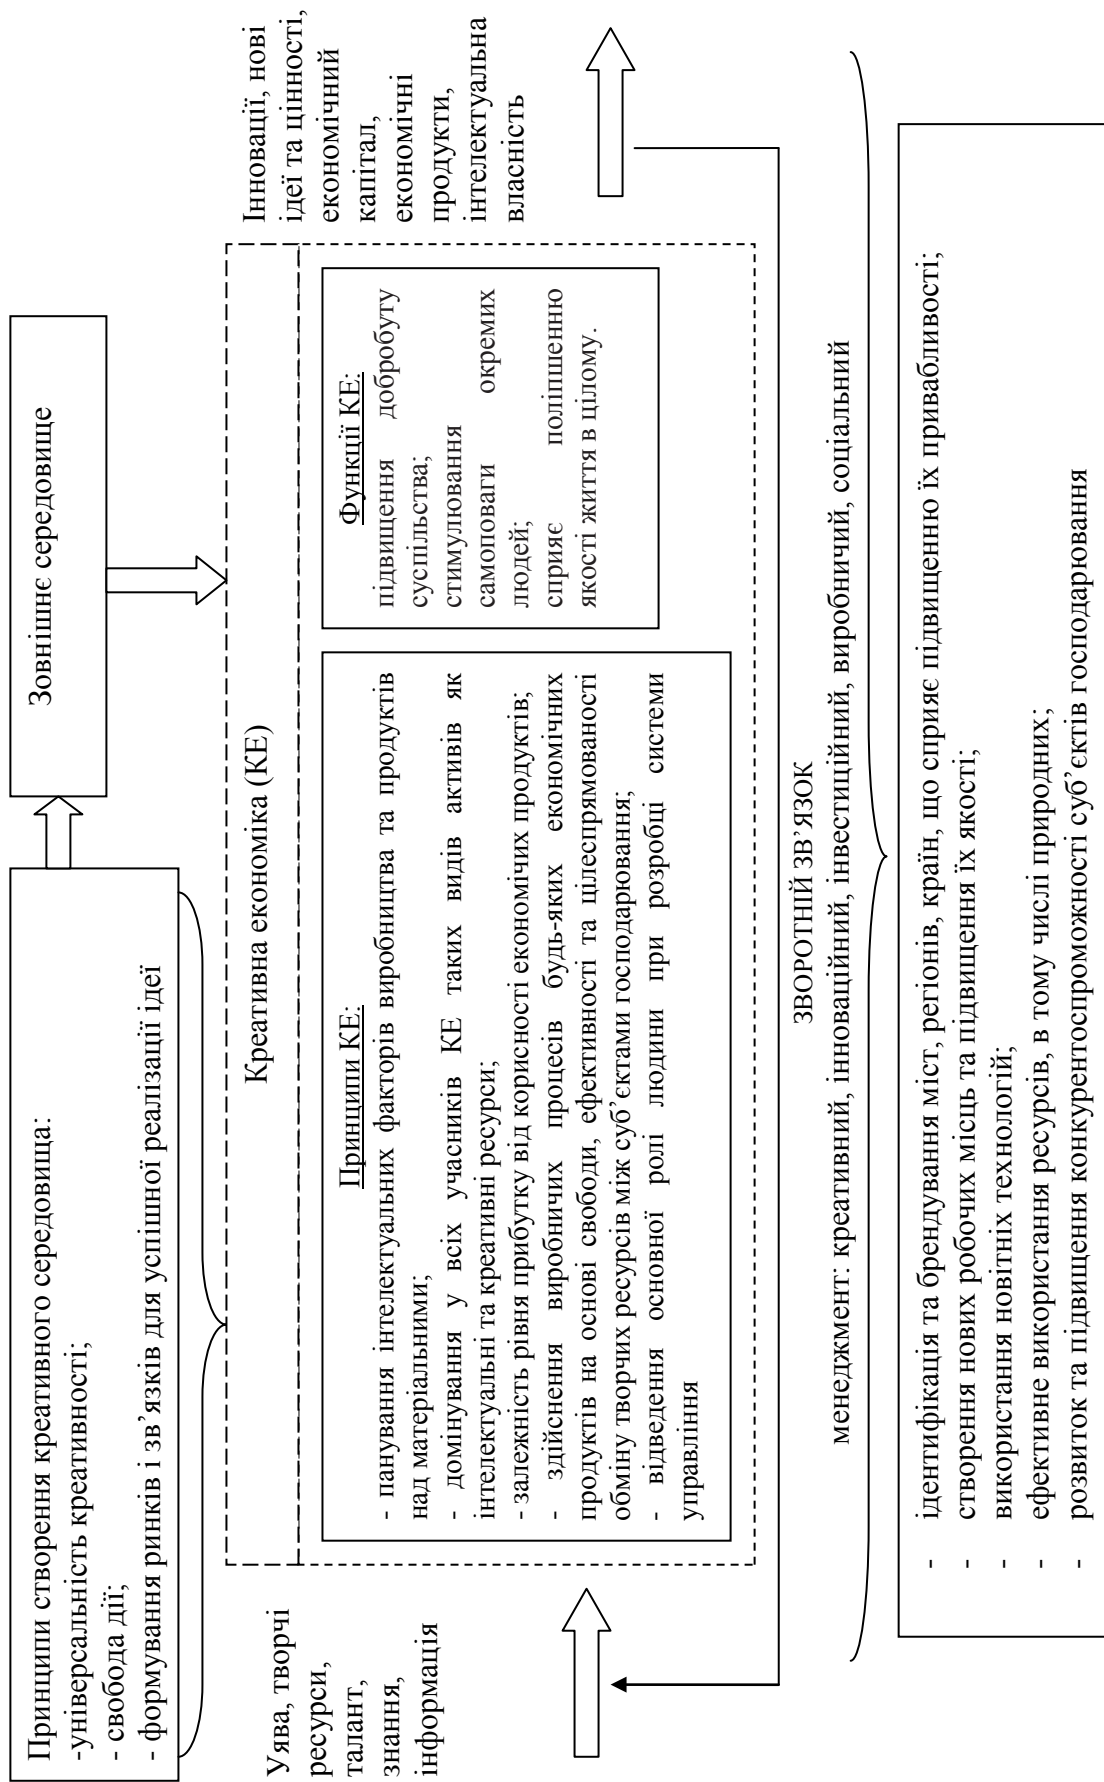 Принципи створення креативного середовища:
-універсальність креативності;
- свобода дії;
- формування ринків і зв’язків для успішної реалізації ідеї
Зовнішнє середовище
Уява, творчі
ресурси,
талант,
знання,
інформація
Креативна економіка (КЕ)
Принципи КЕ:
- панування інтелектуальних факторів виробництва та продуктів
над матеріальними;
- домінування у всіх учасників КЕ таких видів активів як
інтелектуальні та креативні ресурси;
- залежність рівня прибутку від корисності економічних продуктів;
- здійснення виробничих процесів будь-яких економічних
продуктів на основі свободи, ефективності та цілеспрямованості
обміну творчих ресурсів між суб’єктами господарювання;
- відведення основної ролі людини при розробці системи
управління
Функції КЕ:
підвищення добробуту
суспільства;
стимулювання
самоповаги окремих
людей;
сприяє поліпшенню
якості життя в цілому.
Інновації, нові
ідеї та цінності,
економічний
капітал,
економічні
продукти,
інтелектуальна
власність
ЗВОРОТНІЙ ЗВ’ЯЗОК
менеджмент: креативний, інноваційний, інвестиційний, виробничий, соціальний
- ідентифікація та брендування міст, регіонів, країн, що сприяє підвищенню їх привабливості;
- створення нових робочих місць та підвищення їх якості;
- використання новітніх технологій;
- ефективне використання ресурсів, в тому числі природних;
- розвиток та підвищення конкурентоспроможності суб’єктів господарювання